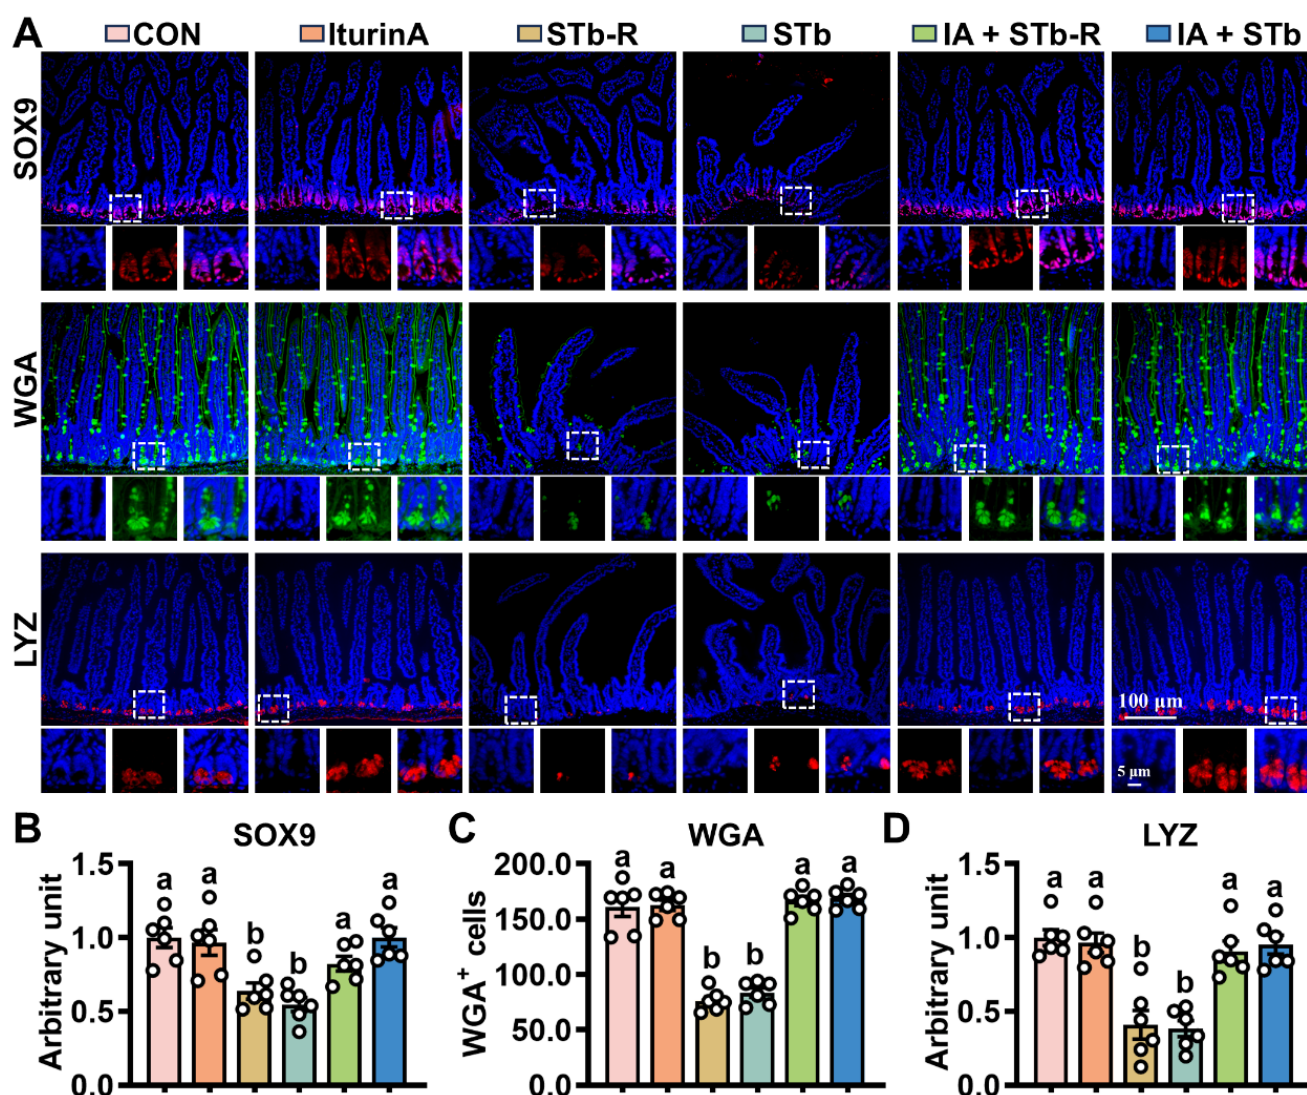 A CON IturinA STb-R STb IA + STb-R IA + STb
SOX9
WGA
LYZ
100 µm
5 µm
B SOX9
Arbitrary unit
1.5
1.0
0.5
0.0
a a b b a a
C WGA
WGA+ cells
200.0
150.0
100.0
50.0
0.0
a a b b a a
D LYZ
Arbitrary unit
1.5
1.0
0.5
0.0
a a b b a a